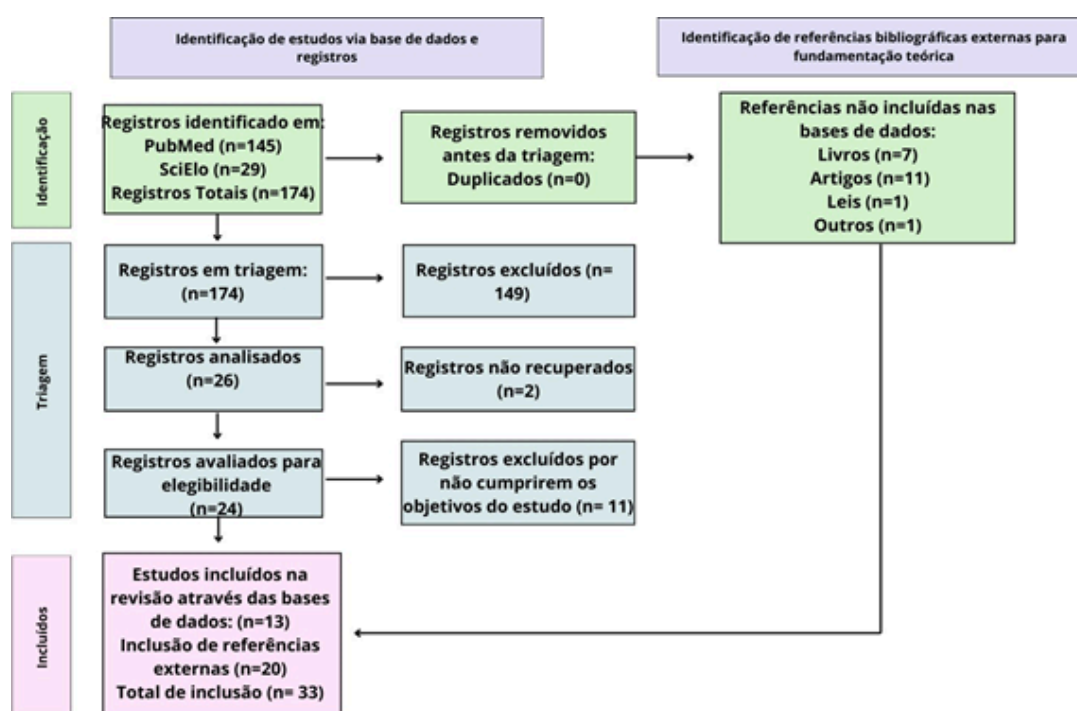 Identificação de estudos via base de dados e
registros
Identificação de referências bibliográficas externas para
fundamentação teórica
Identificação
Registros identificado em:
PubMed (n=145)
SciElo (n=29)
Registros Totais (n=174)
Registros removidos
antes da triagem:
Duplicados (n=0)
Referências não incluídas nas
bases de dados:
Livros (n=7)
Artigos (n=11)
Leis (n=1)
Outros (n=1)
Triagem
Registros em triagem:
(n=174)
Registros excluídos (n=
149)
Registros analisados
(n=26)
Registros não recuperados
(n=2)
Registros avaliados para
elegibilidade
(n=24)
Registros excluídos por
não cumprirem os
objetivos do estudo (n= 11)
Incluídos
Estudos incluídos na
revisão através das bases
de dados: (n=13)
Inclusão de referências
externas (n=20)
Total de inclusão (n= 33)